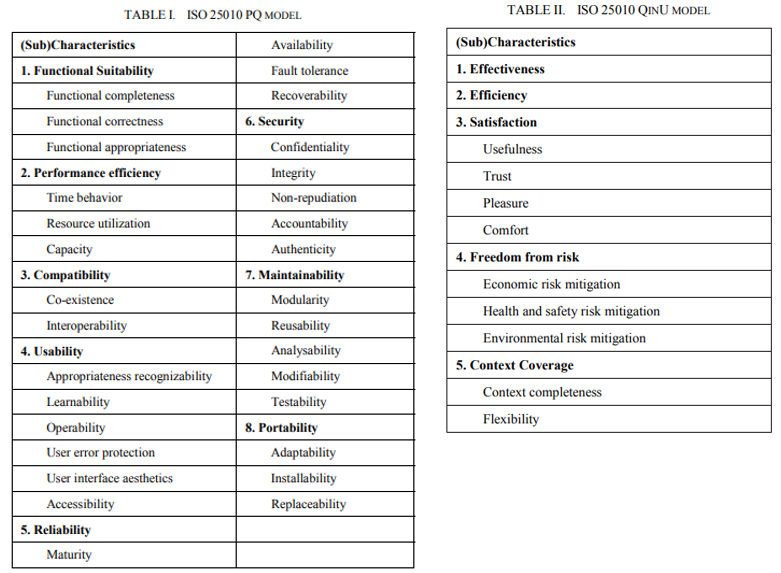 TABLE I. ISO 25010 PQ MODEL
(Sub)Characteristics
1. Functional Suitability
Functional completeness
Functional correctness
Functional appropriateness
2. Performance efficiency
Time behavior
Resource utilization
Capacity
3. Compatibility
Co-existence
Interoperability
4. Usability
Appropriateness recognizability
Learnability
Operability
User error protection
User interface aesthetics
Accessibility
5. Reliability
Maturity
Availability
Fault tolerance
Recoverability
6. Security
Confidentiality
Integrity
Non-repudiation
Accountability
Authenticity
7. Maintainability
Modularity
Reusability
Analysability
Modifiability
Testability
8. Portability
Adaptability
Installability
Replaceability
TABLE II. ISO 25010 QINU MODEL
(Sub)Characteristics
1. Effectiveness
2. Efficiency
3. Satisfaction
Usefulness
Trust
Pleasure
Comfort
4. Freedom from risk
Economic risk mitigation
Health and safety risk mitigation
Environmental risk mitigation
5. Context Coverage
Context completeness
Flexibility